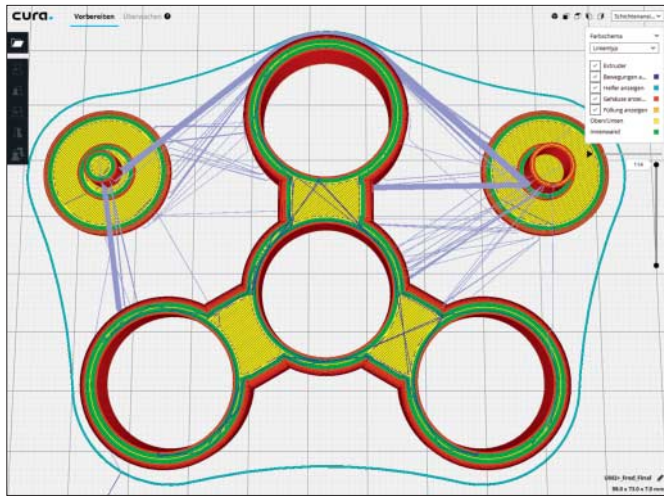 cura.
Vorbereiten
Überwachen
Schichtenansi...
Farbschema
Linientyp
Extruder
Bewegungen a...
Helfer anzeigen
Gehäuse anze...
Füllung anzeigen
Oben/Unten
Innenwand